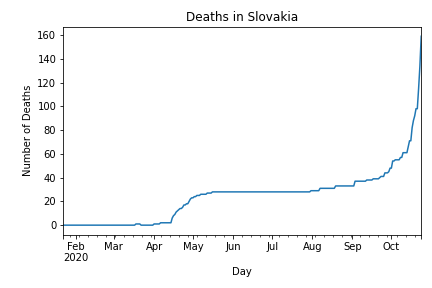 Deaths in Slovakia
160
140
120
100
80
60
40
20
0
Number of Deaths
Feb Mar Apr May Jun Jul Aug Sep Oct
2020
Day